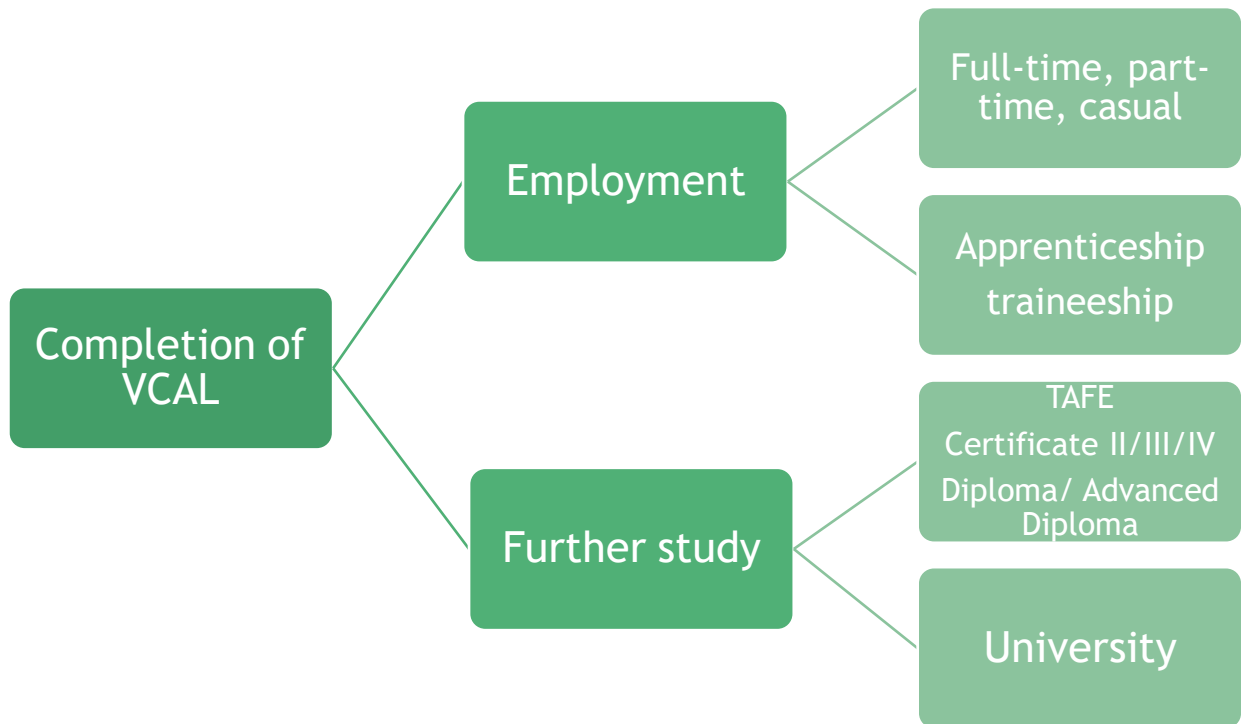 Completion of
VCAL
Employment
Full-time, part-
time, casual
Apprenticeship
traineeship
Further study
TAFE
Certificate II/III/IV
Diploma/ Advanced
Diploma
University